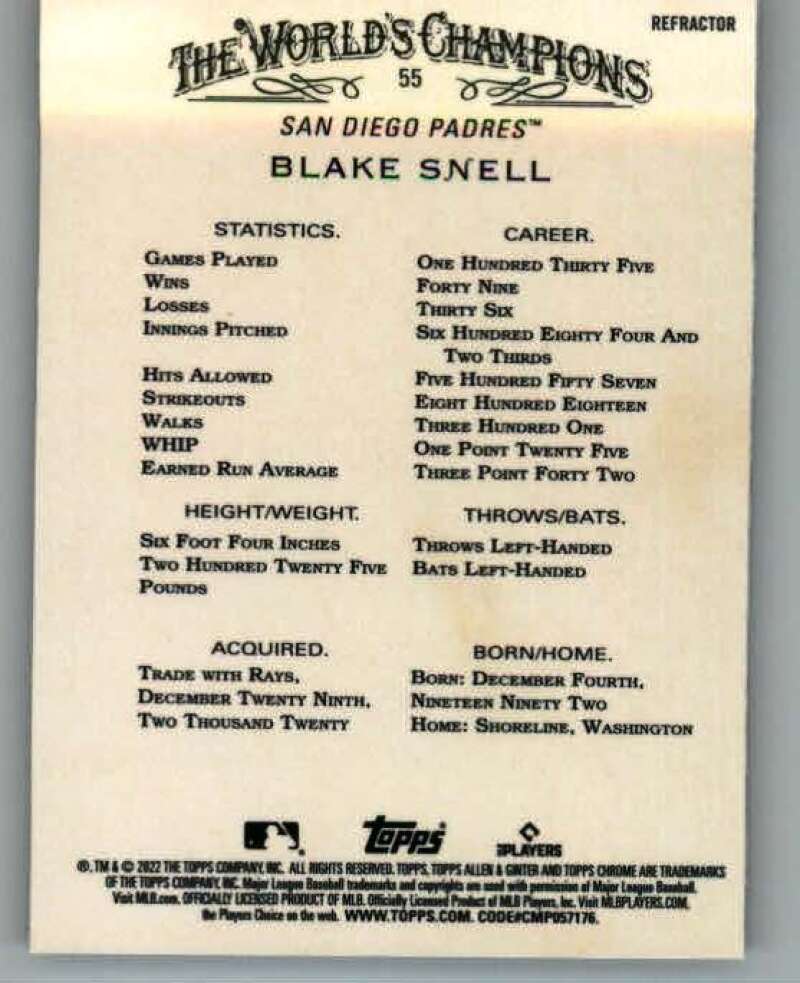 REFRACTOR
THE WORLD'S CHAMPIONS
55
SAN DIEGO PADRES™
BLAKE SNELL
STATISTICS.
GAMES PLAYED
WINS
LOSSES
INNINGS PITCHED
HITS ALLOWED
STRIKEOUTS
WALKS
WHIP
EARNED RUN AVERAGE
CAREER.
ONE HUNDRED THIRTY FIVE
FORTY NINE
THIRTY SIX
SIX HUNDRED EIGHTY FOUR AND
TWO THIRDS
FIVE HUNDRED FIFTY SEVEN
EIGHT HUNDRED EIGHTEEN
THREE HUNDRED ONE
ONE POINT TWENTY FIVE
THREE POINT FORTY TWO
HEIGHT/WEIGHT.
SIX FOOT FOUR INCHES
TWO HUNDRED TWENTY FIVE
POUNDS
THROWS/BATS.
THROWS LEFT-HANDED
BATS LEFT-HANDED
ACQUIRED.
TRADE WITH RAYS,
DECEMBER TWENTY NINTH,
TWO THOUSAND TWENTY
BORN/HOME.
BORN: DECEMBER FOURTH,
NINETEEN NINETY TWO
HOME: SHORELINE, WASHINGTON
Topps
PLAYERS
®, TM & © 2022 THE TOPPS COMPANY, INC. ALL RIGHTS RESERVED. TOPPS, TOPPS ALLEN & GINTER AND TOPPS CHROME ARE TRADEMARKS
OF THE TOPPS COMPANY, INC. Major League Baseball trademarks and copyrights are used with permission of Major League Baseball.
Visit MLB.com. OFFICIALLY LICENSED PRODUCT OF MLB. Officially Licensed Product of MLB Players, Inc. Visit MLBPLAYERS.COM,
the Players Choice on the web. WWW.TOPPS.COM. CODE#CMP057176.